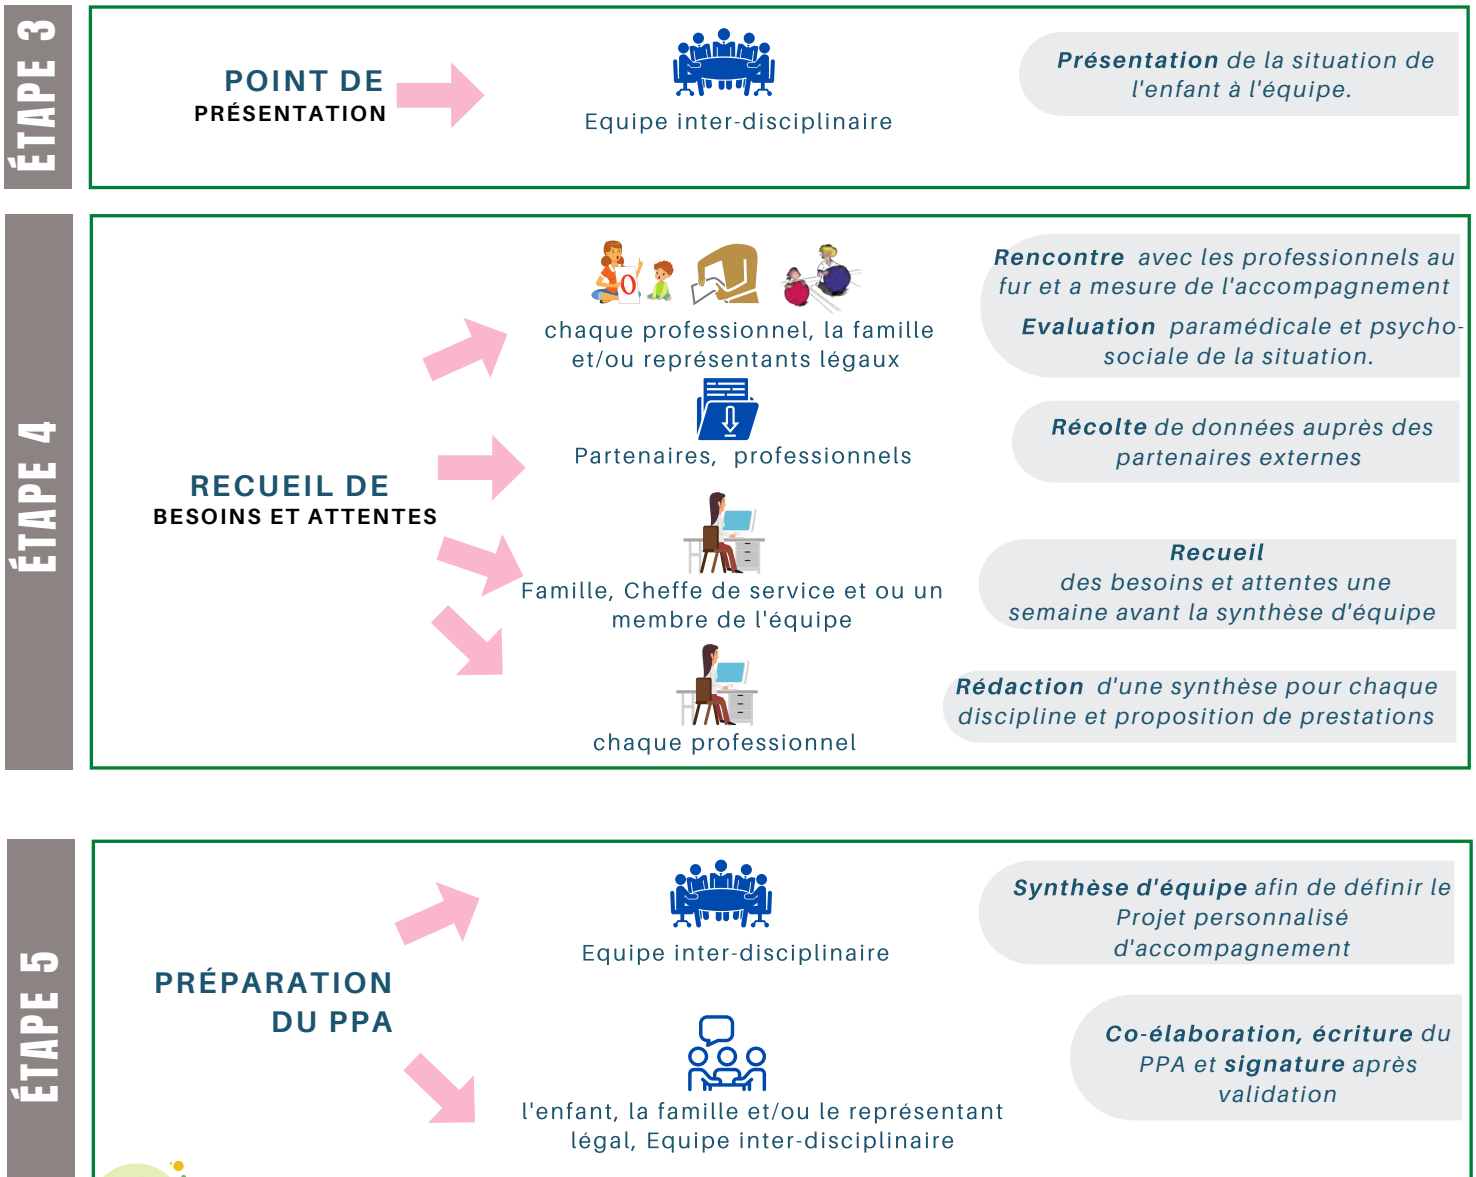 ÉTAPE 3
POINT DE
PRÉSENTATION
Equipe inter-disciplinaire
Présentation de la situation de
l'enfant à l'équipe.
ÉTAPE 4
RECUEIL DE
BESOINS ET ATTENTES
O
chaque professionnel, la famille
et/ou représentants légaux
Rencontre avec les professionnels au
fur et a mesure de l'accompagnement
Evaluation paramédicale et psycho-
sociale de la situation.
Partenaires, professionnels
Récolte de données auprès des
partenaires externes
Famille, Cheffe de service et ou un
membre de l'équipe
Recueil
des besoins et attentes une
semaine avant la synthèse d'équipe
chaque professionnel
Rédaction d'une synthèse pour chaque
discipline et proposition de prestations
ÉTAPE 5
PRÉPARATION
DU PPA
Equipe inter-disciplinaire
Synthèse d'équipe afin de définir le
Projet personnalisé
d'accompagnement
l'enfant, la famille et/ou le représentant
légal, Equipe inter-disciplinaire
Co-élaboration, écriture du
PPA et signature après
validation